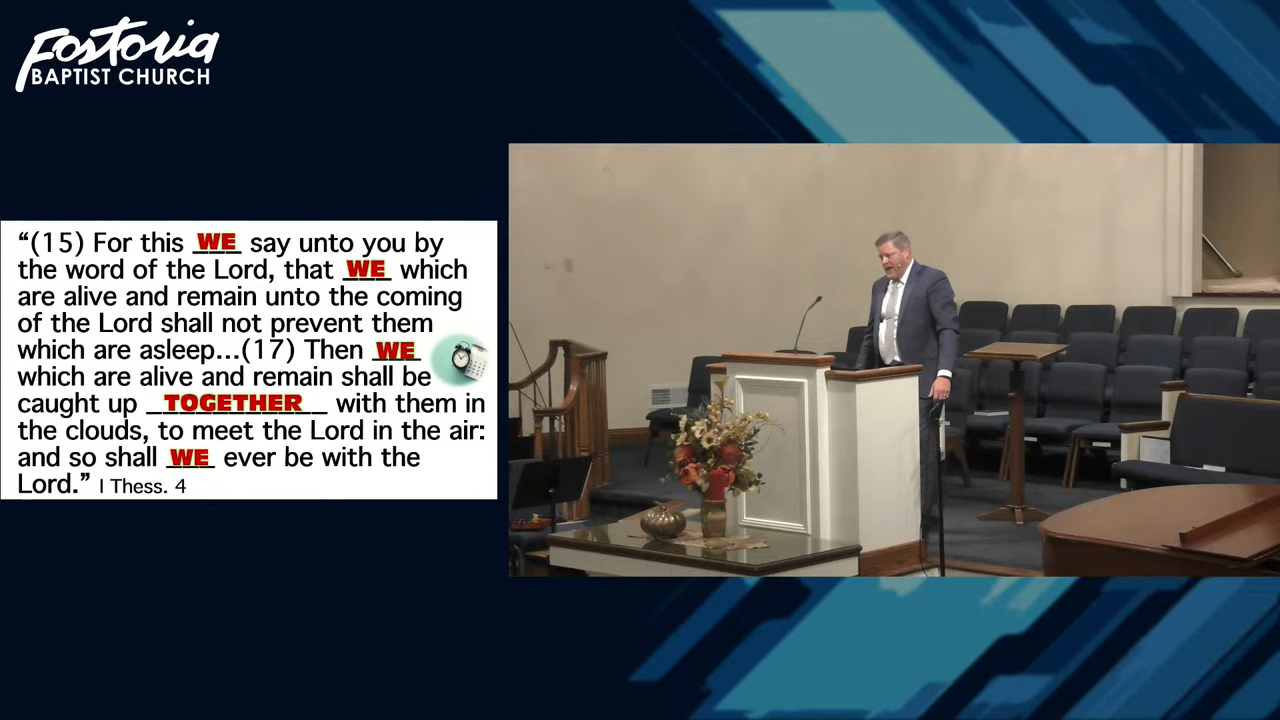 Fostoria
BAPTIST CHURCH
“(15) For this WE say unto you by
the word of the Lord, that WE which
are alive and remain unto the coming
of the Lord shall not prevent them
which are asleep...(17) Then WE
which are alive and remain shall be
caught up TOGETHER with them in
the clouds, to meet the Lord in the air:
and so shall WE ever be with the
Lord.” I Thess. 4